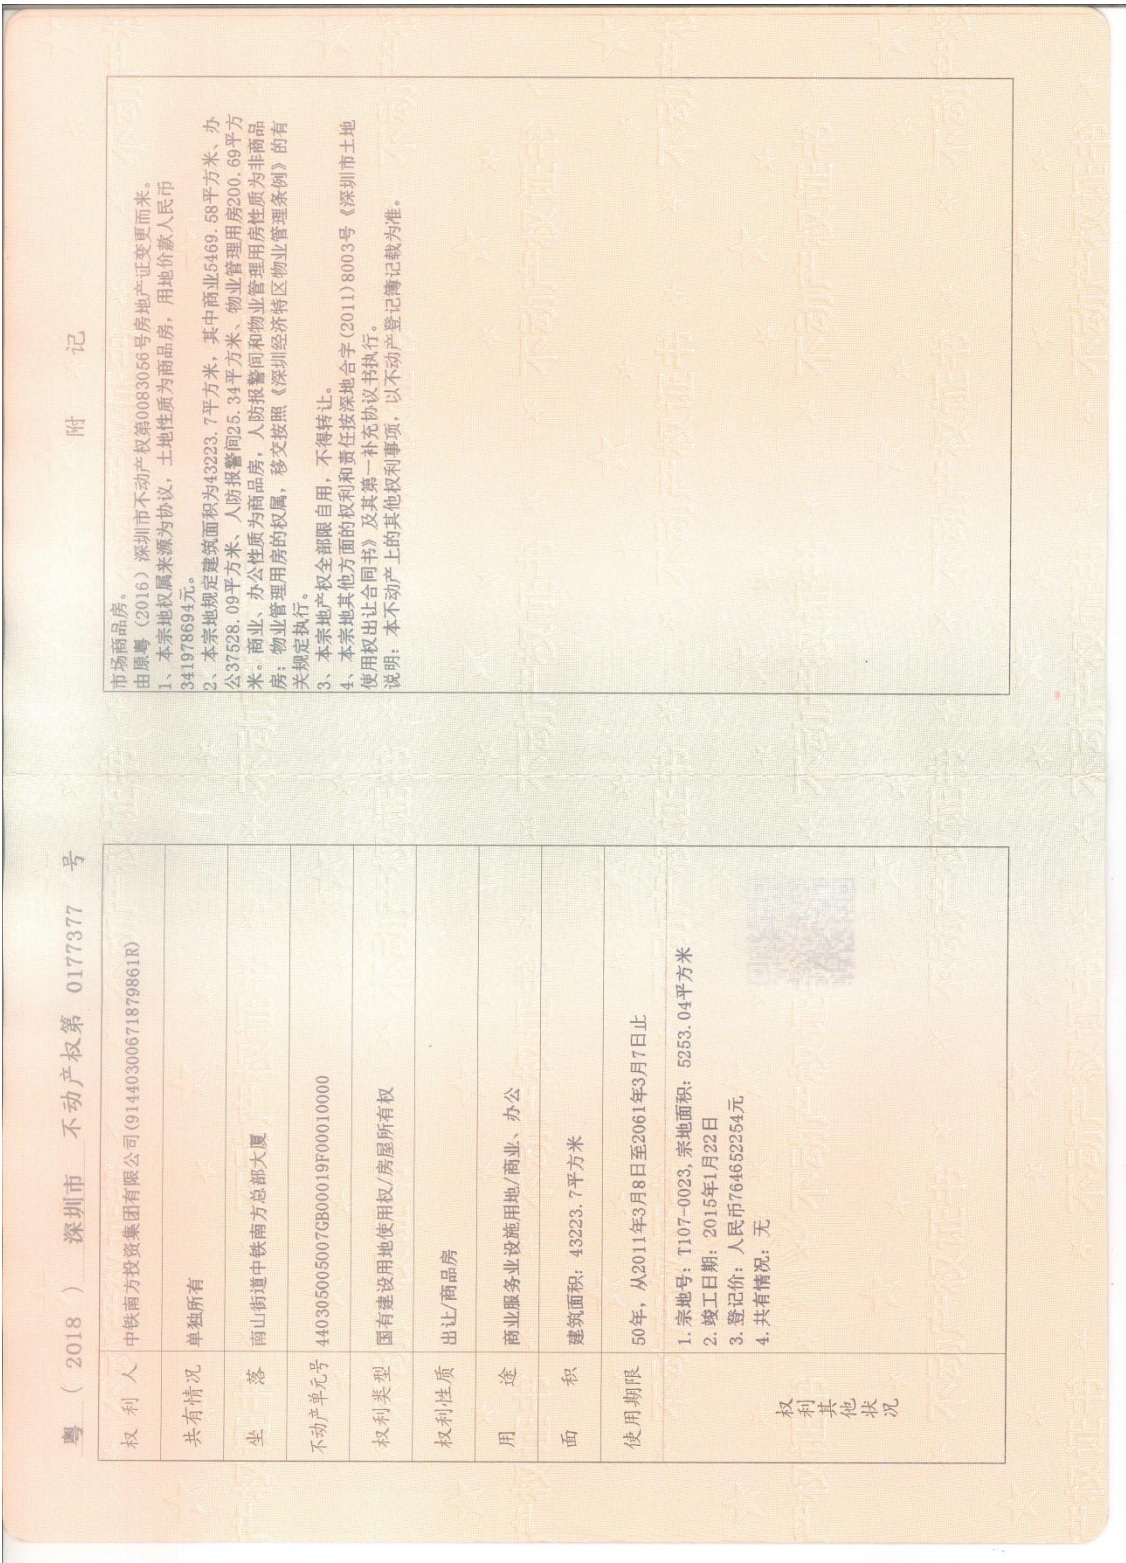 粤 ( 2018 ) 深圳市 不动产权第 0177377 号
权利人 中铁南方投资集团有限公司(91440300671879861R)
共有情况 单独所有
坐落 南山街道中铁南方总部大厦
不动产单元号 440305005007GB00019F00010000
权利类型 国有建设用地使用权/房屋所有权
权利性质 出让/商品房
用途 商业服务业设施用地/商业、办公
面积 建筑面积: 43223.7平方米
使用期限 50年, 从2011年3月8日至2061年3月7日止
权利其他状况
1. 宗地号: T107-0023, 宗地面积: 5253.04平方米
2. 竣工日期: 2015年1月22日
3. 登记价: 人民币764652254元
4. 共有情况: 无
附 记
市场商品房。
由原粤 (2016) 深圳市不动产权第0083056号房地产证变更而来。
1、本宗地权属来源为协议, 土地性质为商品房, 用地价款人民币
341978694元。
2、本宗地规定建筑面积为43223.7平方米, 其中商业5469.58平方米、办
公37528.09平方米、人防报警间25.34平方米、物业管理用房200.69平方
米。商业、办公性质为商品房, 人防报警间和物业管理用房性质为非商品
房; 物业管理用房的权属, 移交按照《深圳经济特区物业管理条例》的有
关规定执行。
3、本宗地产权全部限自用, 不得转让。
4、本宗地其他方面的权利和责任按深地合字(2011)8003号《深圳市土地
使用权出让合同书》及其第一补充协议书执行。
说明: 本不动产上的其他权利事项, 以不动产登记簿记载为准。